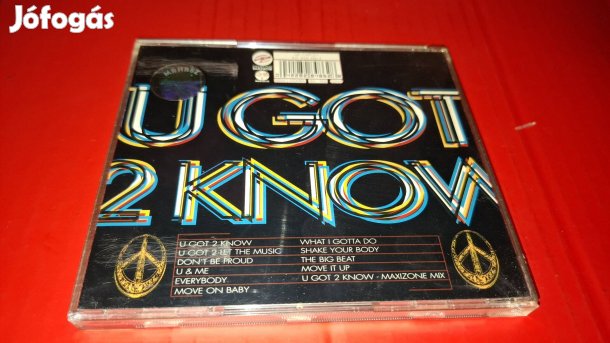 Jófogás
U GOT
2 KNOW
U GOT 2 KNOW
U GOT 2 LET THE MUSIC
DON'T BE PROUD
U & ME
EVERYBODY
MOVE ON BABY
WHAT I GOTTA DO
SHAKE YOUR BODY
THE BIG BEAT
MOVE IT UP
U GOT 2 KNOW - MAXIZONE MIX